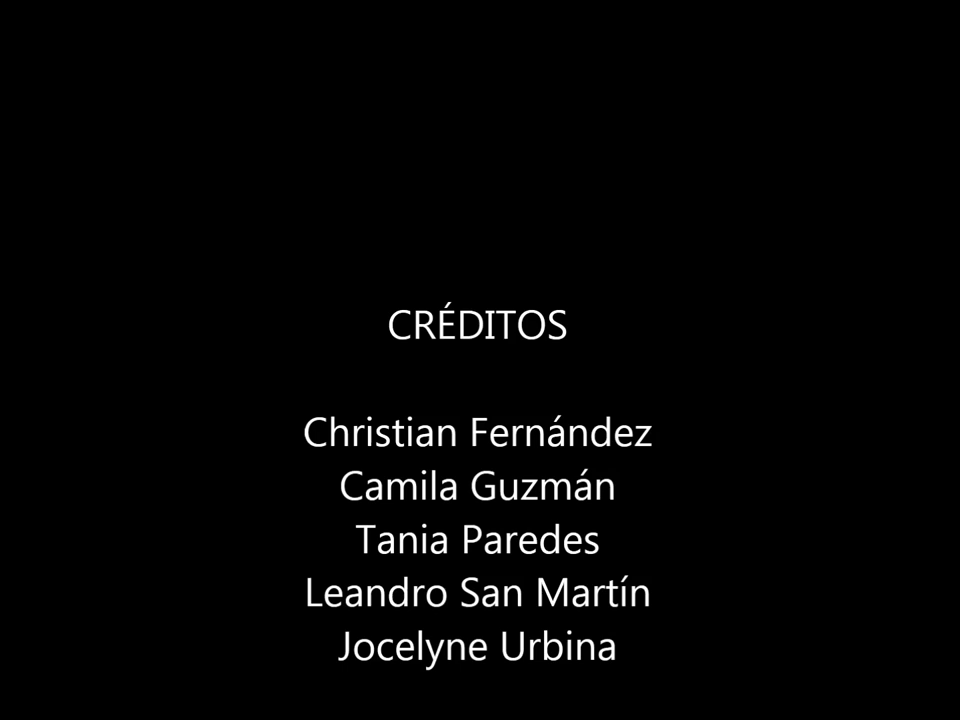 CRÉDITOS
Christian Fernández
Camila Guzmán
Tania Paredes
Leandro San Martín
Jocelyne Urbina